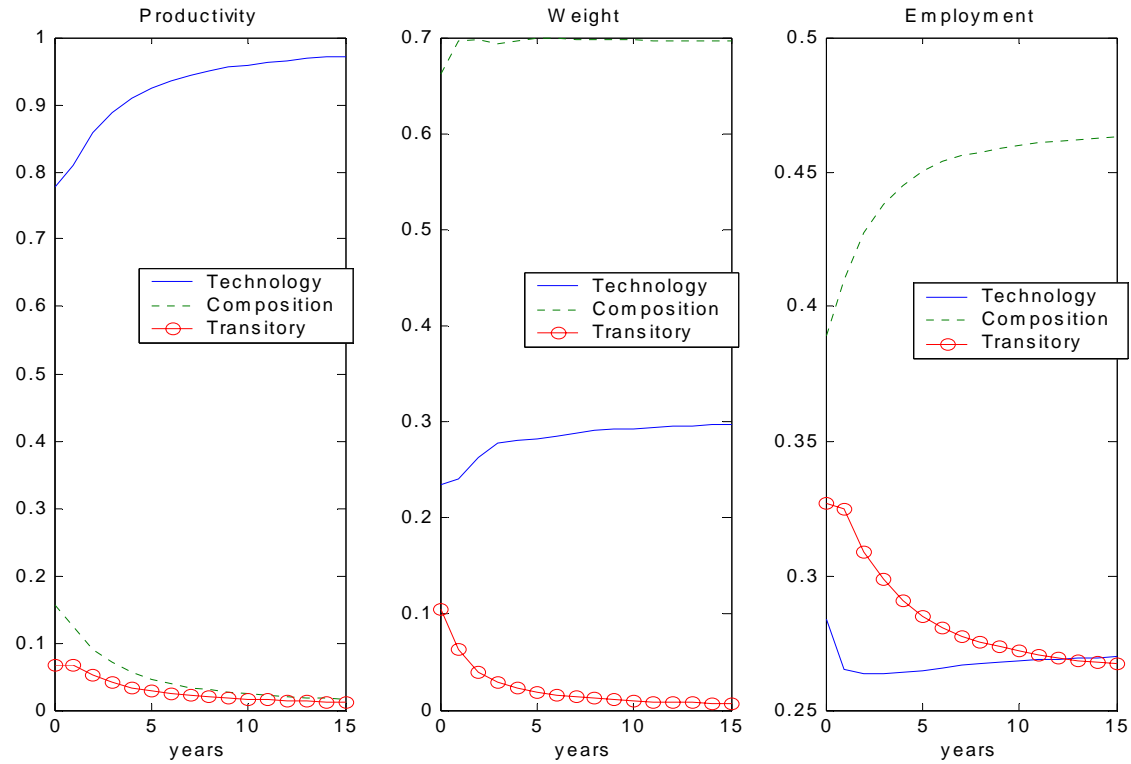 Productivity
1
0.9
0.8
0.7
0.6
0.5
0.4
0.3
0.2
0.1
0
0 5 10 15
years
Technology
Composition
Transitory
Weight
0.7
0.6
0.5
0.4
0.3
0.2
0.1
0
0 5 10 15
years
Technology
Composition
Transitory
Employment
0.5
0.45
0.4
0.35
0.3
0.25
0 5 10 15
years
Technology
Composition
Transitory